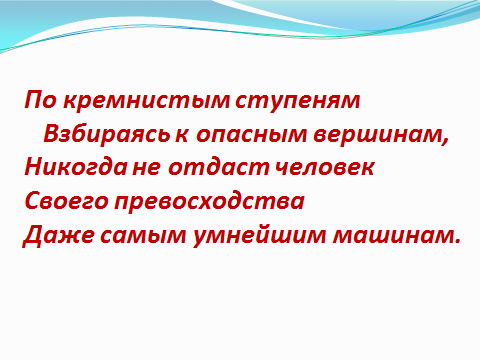 По кремнистым ступеням
Взбираясь к опасным вершинам,
Никогда не отдаст человек
Своего превосходства
Даже самым умнейшим машинам.